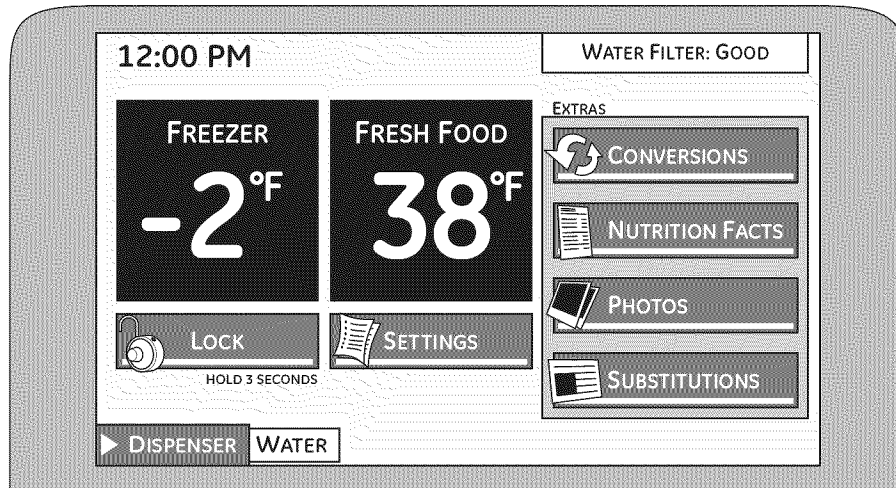 12:00 PM
WATER FILTER: GOOD
FREEZER
-2°F
FRESH FOOD
38°F
EXTRAS
CONVERSIONS
NUTRITION FACTS
PHOTOS
SUBSTITUTIONS
LOCK
HOLD 3 SECONDS
SETTINGS
DISPENSER
WATER